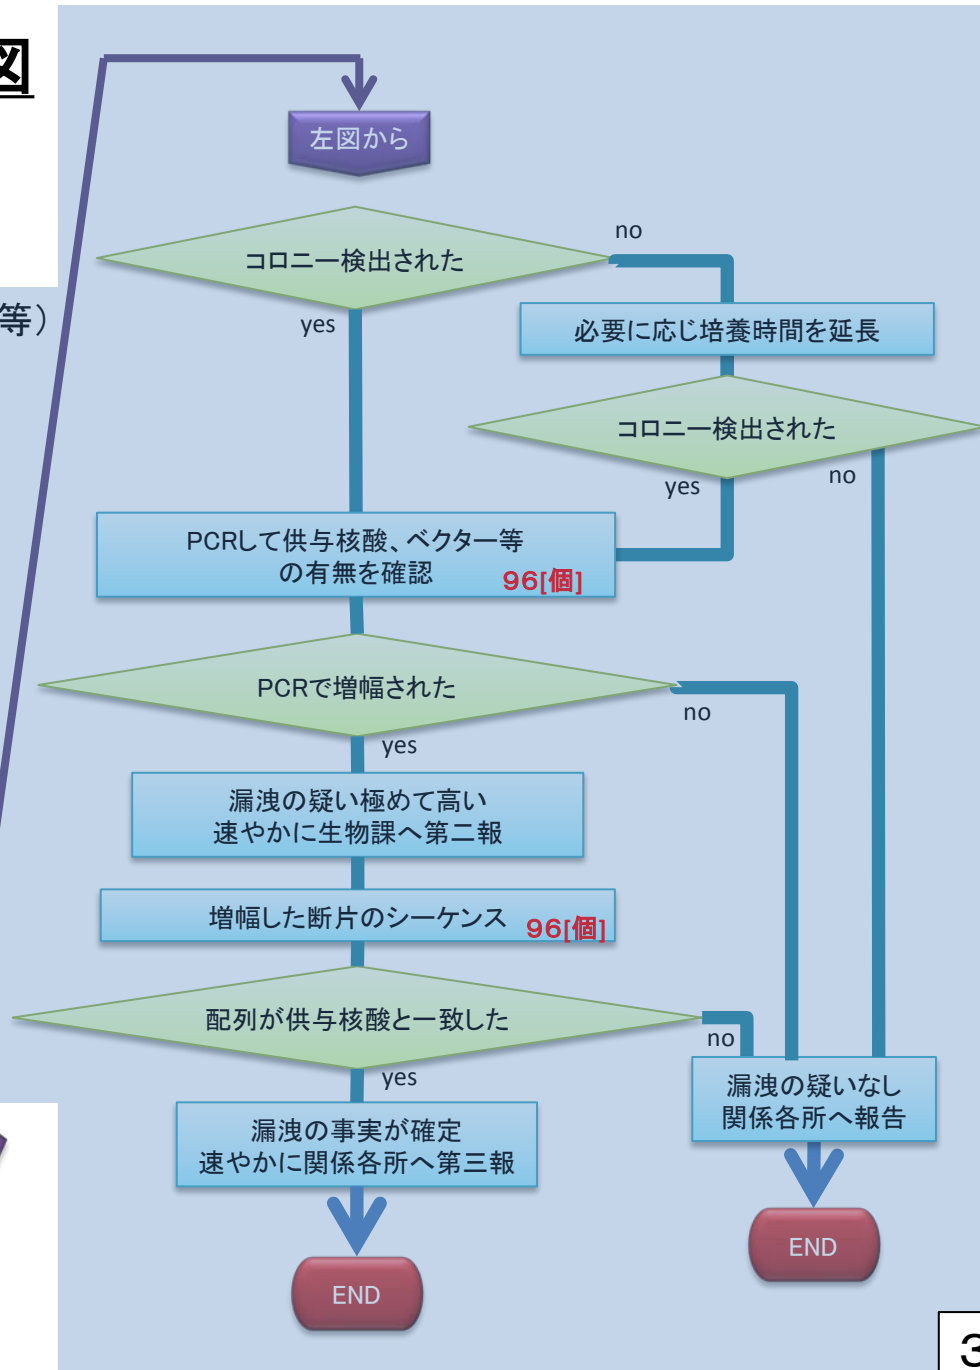 図
等）
左図から
コロニー検出された
no
yes
必要に応じ培養時間を延長
コロニー検出された
yes
no
PCRして供与核酸、ベクター等
の有無を確認
96[個]
PCRで増幅された
no
yes
漏洩の疑い極めて高い
速やかに生物課へ第二報
増幅した断片のシーケンス
96[個]
配列が供与核酸と一致した
no
yes
漏洩の疑いなし
関係各所へ報告
漏洩の事実が確定
速やかに関係各所へ第三報
END
END
3